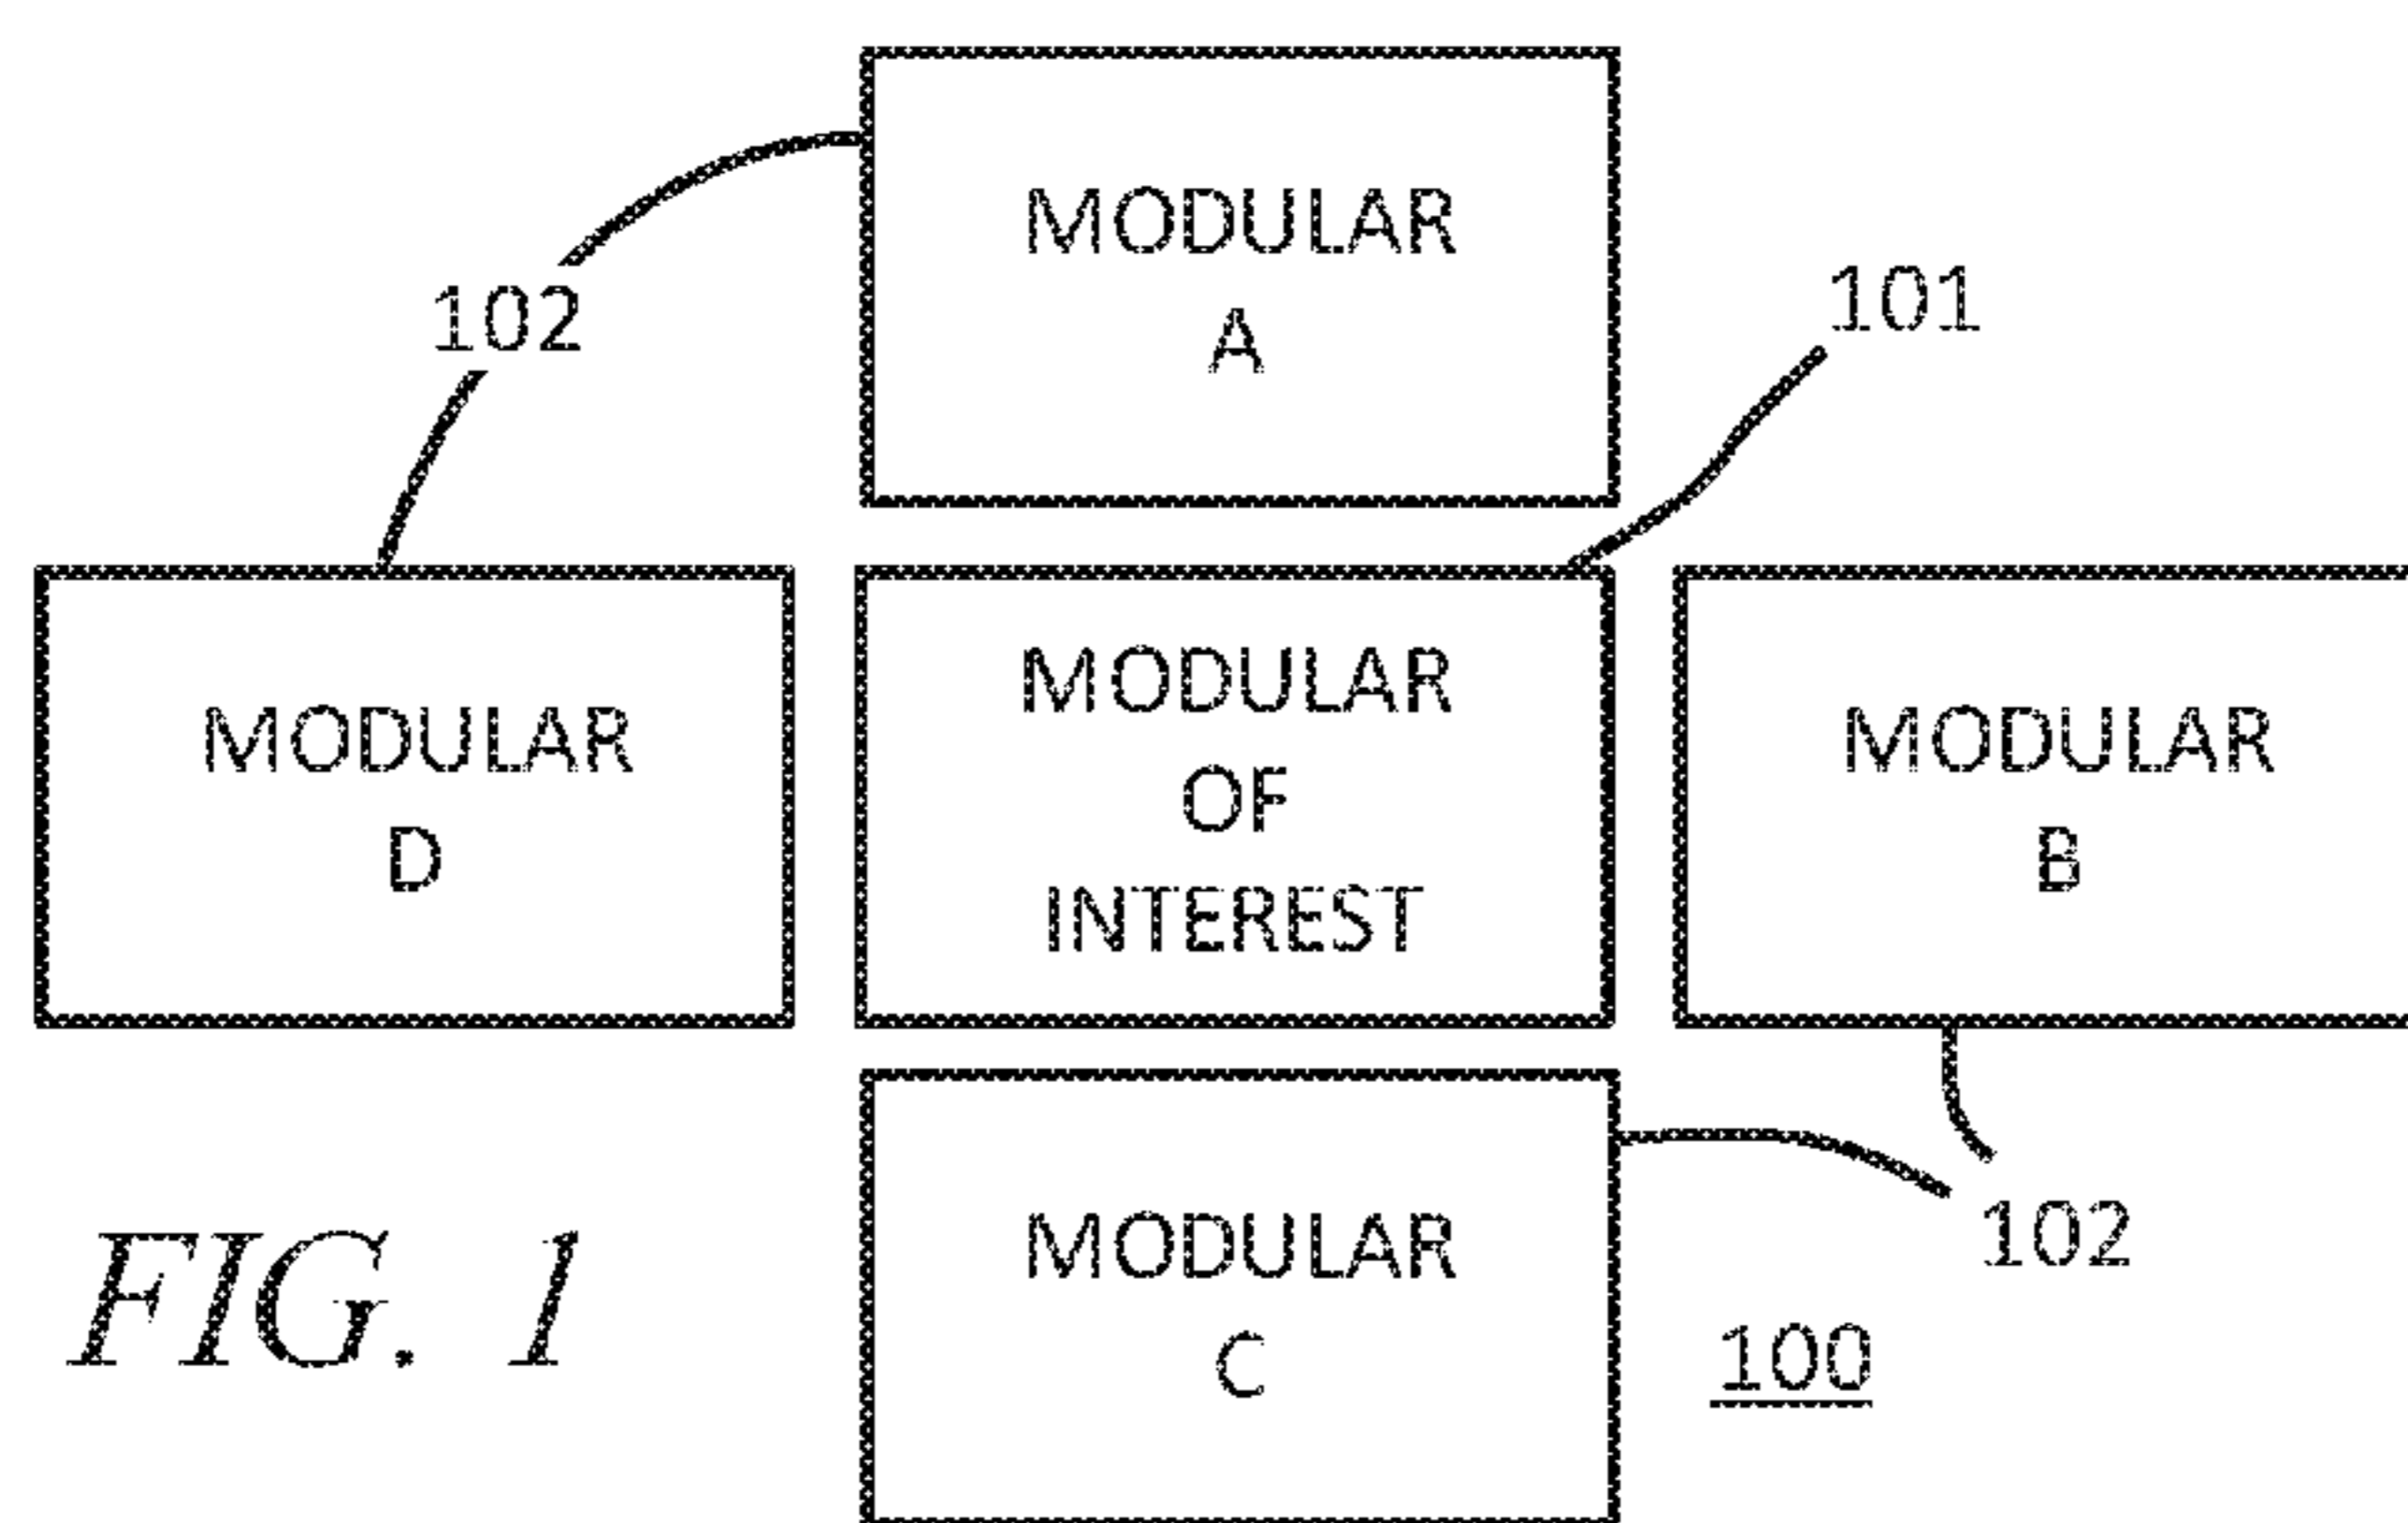 MODULAR
A
102
101
MODULAR
D
MODULAR
OF
INTEREST
MODULAR
B
MODULAR
C
102
100
FIG. 1